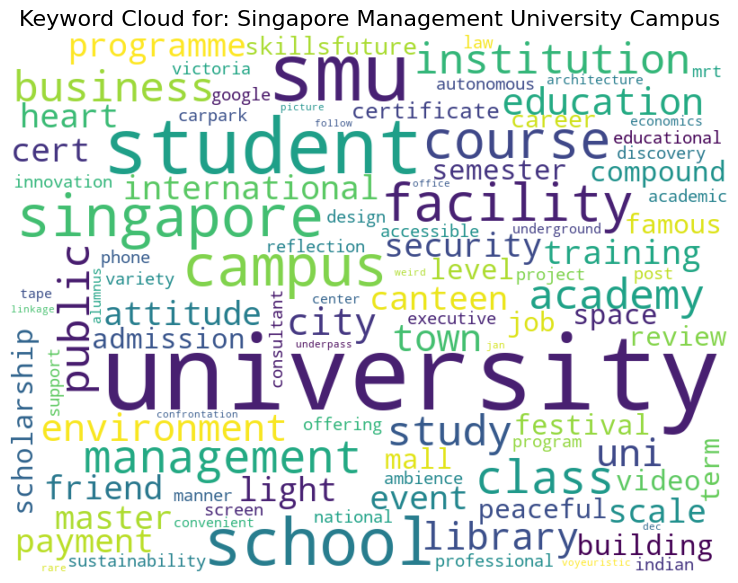 Keyword Cloud for: Singapore Management University Campus
programme skillsfuture law
smu institution
victoria mrt
business google autonomous architecture
picture education
heart carpark certificate career economics
follow
student course educational
cert semester discovery
innovation international office compound
facility academic
singapore design accessible underground famous
reflection security training
public phone campus weird level project post
tape variety academy
alumnus center canteen
linkage attitude consultant city executive job space
admission underpass town jan review
scholarship support university
confrontation
environment offering study festival
program uni term
management mall class
ambience video
friend manner light event peaceful scale
screen
master convenient national school library dec
payment building
sustainability professional indian
rare voyeuristic